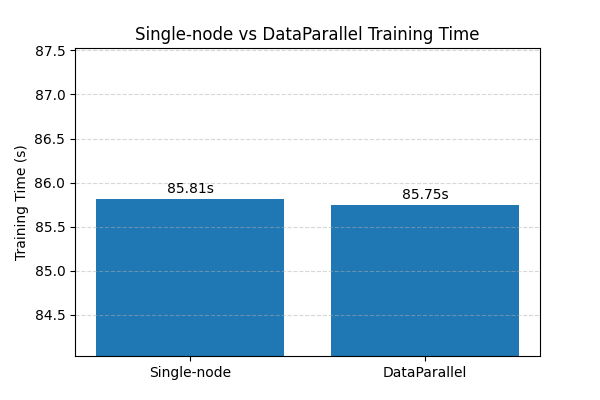 Single-node vs DataParallel Training Time
Training Time (s)
87.5
87.0
86.5
86.0
85.5
85.0
84.5
85.81s
85.75s
Single-node
DataParallel